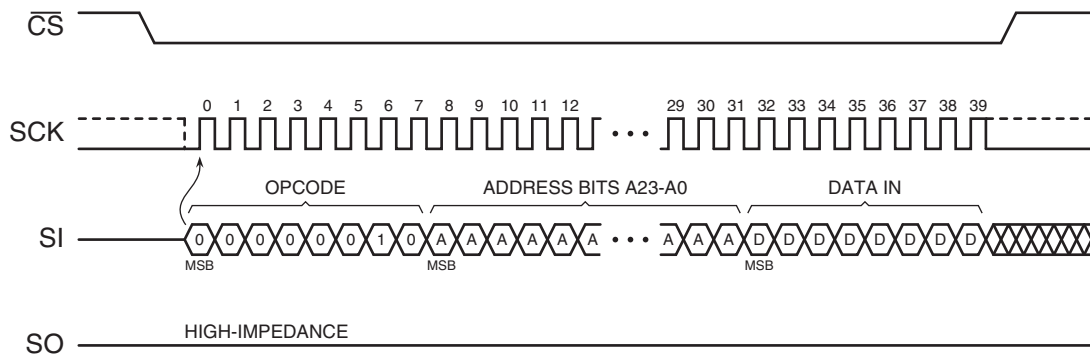 CS
0 1 2 3 4 5 6 7 8 9 10 11 12 29 30 31 32 33 34 35 36 37 38 39
SCK
OPCODE ADDRESS BITS A23-A0 DATA IN
SI 0 0 0 0 0 0 1 0 A A A A A A A A A D D D D D D D D
MSB MSB MSB
HIGH-IMPEDANCE
SO